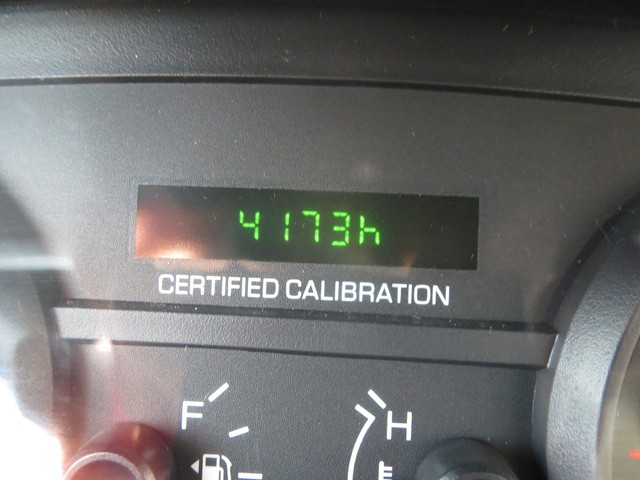 4173h
CERTIFIED CALIBRATION
F
H